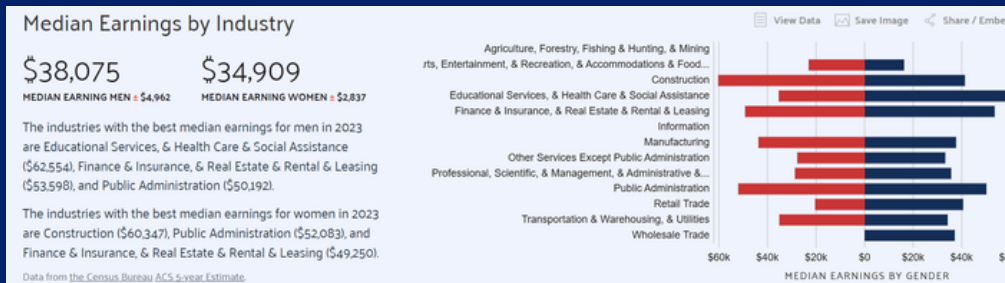 Median Earnings by Industry
View Data Save Image Share / Embe
$38,075
MEDIAN EARNING MEN ± $4,962
$34,909
MEDIAN EARNING WOMEN ± $2,837
The industries with the best median earnings for men in 2023
are Educational Services, & Health Care & Social Assistance
($62,554), Finance & Insurance, & Real Estate & Rental & Leasing
($53,598), and Public Administration ($50,192).
The industries with the best median earnings for women in 2023
are Construction ($60,347), Public Administration ($52,083), and
Finance & Insurance, & Real Estate & Rental & Leasing ($49,250).
Data from the Census Bureau ACS 5-year Estimate.
Agriculture, Forestry, Fishing & Hunting, & Mining
rts, Entertainment, & Recreation, & Accommodations & Food...
Construction
Educational Services, & Health Care & Social Assistance
Finance & Insurance, & Real Estate & Rental & Leasing
Information
Manufacturing
Other Services Except Public Administration
Professional, Scientific, & Management, & Administrative &...
Public Administration
Retail Trade
Transportation & Warehousing, & Utilities
Wholesale Trade
$60k $40k $20k $0 $20k $40k
MEDIAN EARNINGS BY GENDER